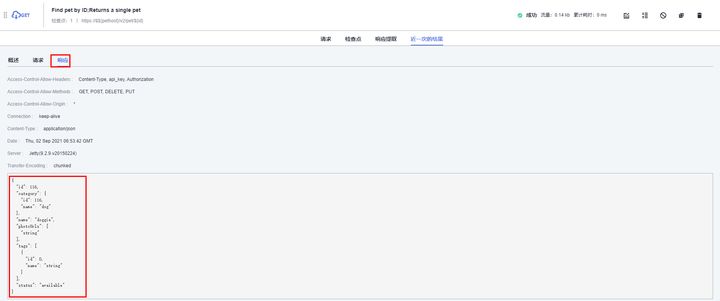 GET
Find pet by ID;Returns a single pet
检查点： 1 | https://${pethost}/v2/pet/${id}
成功 流量：0.14 kb 累计耗时：0 ms
请求 检查点 响应提取 近一次的结果
概述 请求 响应
Access-Control-Allow-Headers： Content-Type, api_key, Authorization
Access-Control-Allow-Methods： GET, POST, DELETE, PUT
Access-Control-Allow-Origin： *
Connection： keep-alive
Content-Type： application/json
Date： Thu, 02 Sep 2021 06:53:42 GMT
Server： Jetty(9.2.9.v20150224)
Transfer-Encoding： chunked
{
"id": 116,
"category": {
"id": 116,
"name": "dog"
},
"name": "doggie",
"photoUrls": [
"string"
],
"tags": [
{
"id": 0,
"name": "string"
}
],
"status": "available"
}